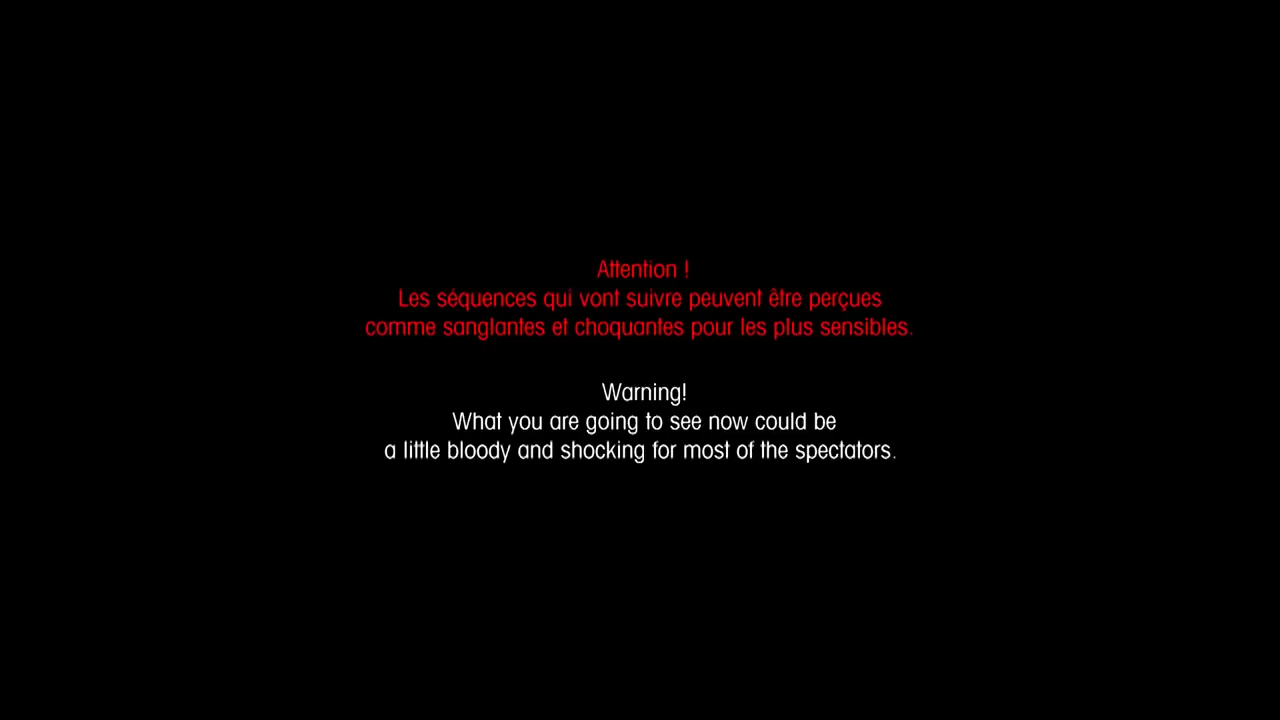 Attention !
Les séquences qui vont suivre peuvent être perçues
comme sanglantes et choquantes pour les plus sensibles.
Warning!
What you are going to see now could be
a little bloody and shocking for most of the spectators.